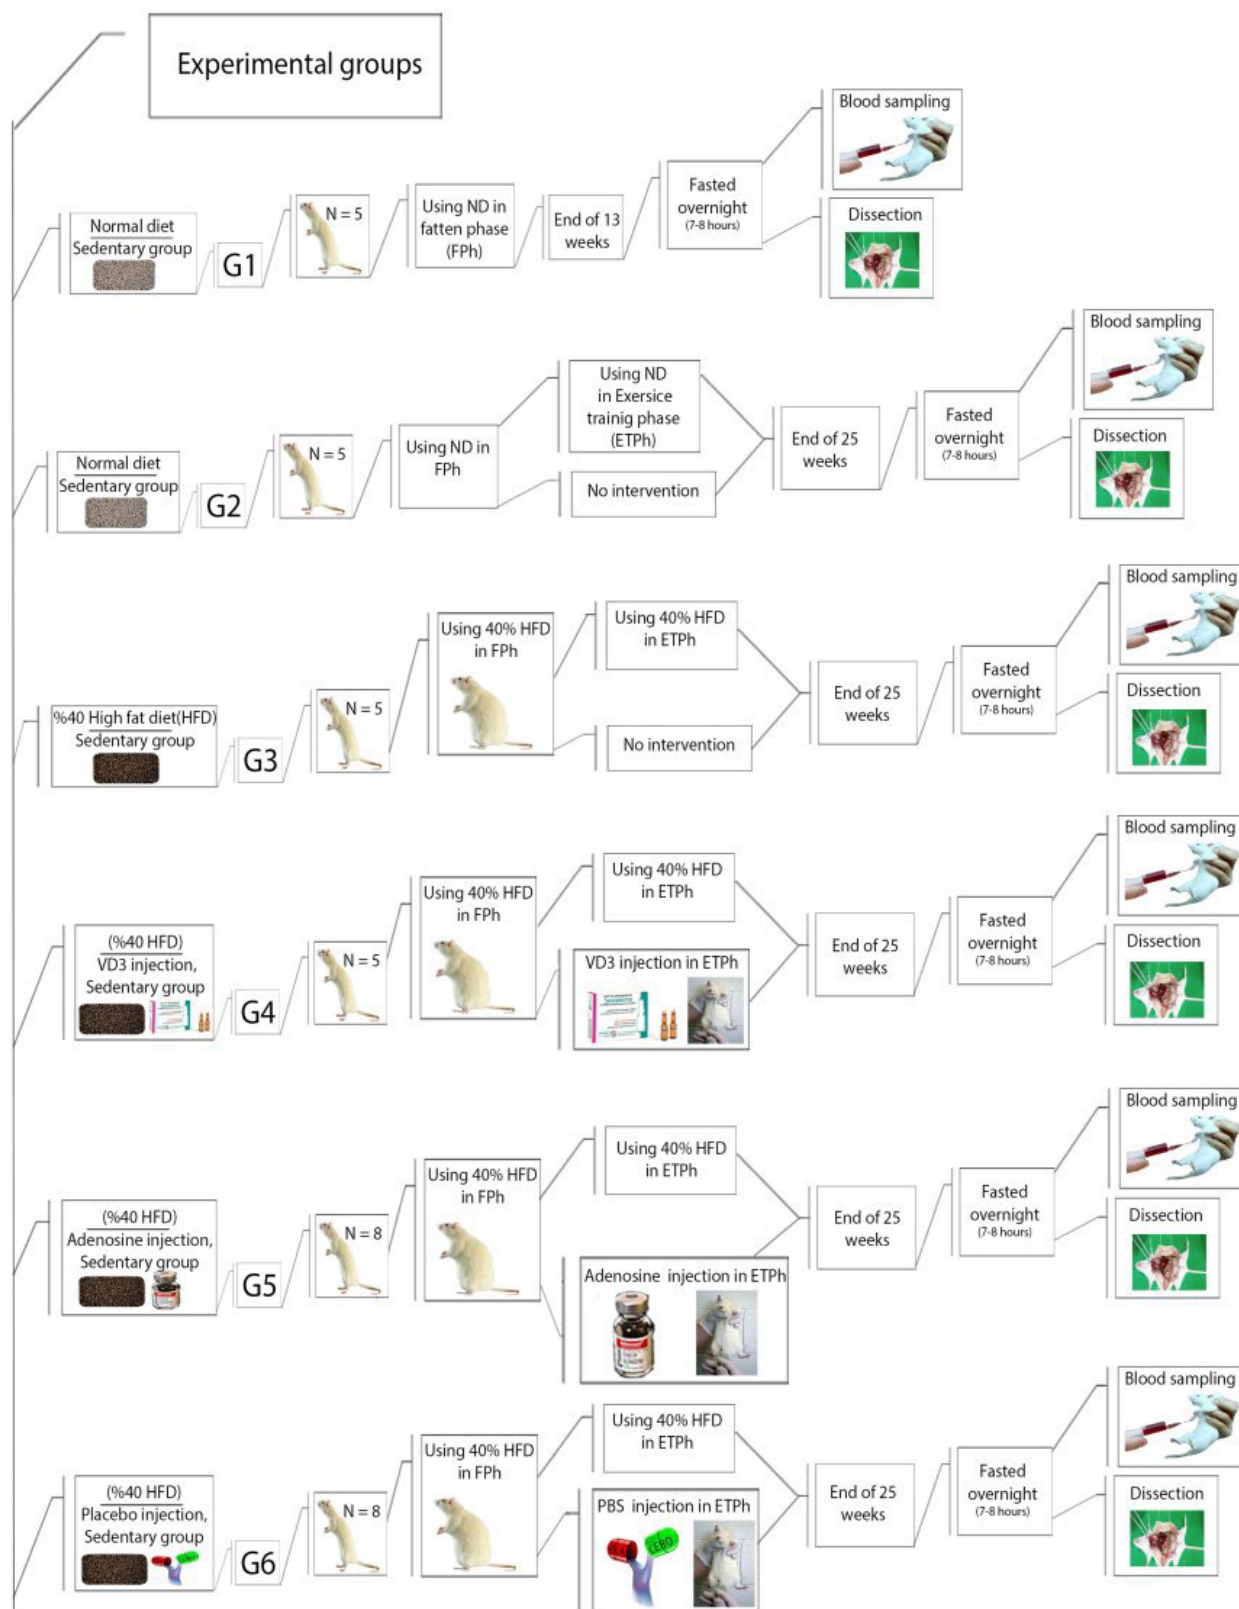 Experimental groups
Normal diet
Sedentary group
G1
N = 5
Using ND in
fatten phase
(FPh)
End of 13
weeks
Fasted
overnight
(7-8 hours)
Blood sampling
Dissection
Normal diet
Sedentary group
G2
N = 5
Using ND in
FPh
Using ND
in Exersice
trainig phase
(ETPh)
No intervention
End of 25
weeks
Fasted
overnight
(7-8 hours)
Blood sampling
Dissection
%40 High fat diet(HFD)
Sedentary group
G3
N = 5
Using 40% HFD
in FPh
Using 40% HFD
in ETPh
No intervention
End of 25
weeks
Fasted
overnight
(7-8 hours)
Blood sampling
Dissection
(%40 HFD)
VD3 injection,
Sedentary group
G4
N = 5
Using 40% HFD
in FPh
Using 40% HFD
in ETPh
VD3 injection in ETPh
End of 25
weeks
Fasted
overnight
(7-8 hours)
Blood sampling
Dissection
(%40 HFD)
Adenosine injection,
Sedentary group
G5
N = 8
Using 40% HFD
in FPh
Using 40% HFD
in ETPh
Adenosine injection in ETPh
End of 25
weeks
Fasted
overnight
(7-8 hours)
Blood sampling
Dissection
(%40 HFD)
Placebo injection,
Sedentary group
G6
N = 8
Using 40% HFD
in FPh
Using 40% HFD
in ETPh
PBS injection in ETPh
PLA
CEBO
End of 25
weeks
Fasted
overnight
(7-8 hours)
Blood sampling
Dissection